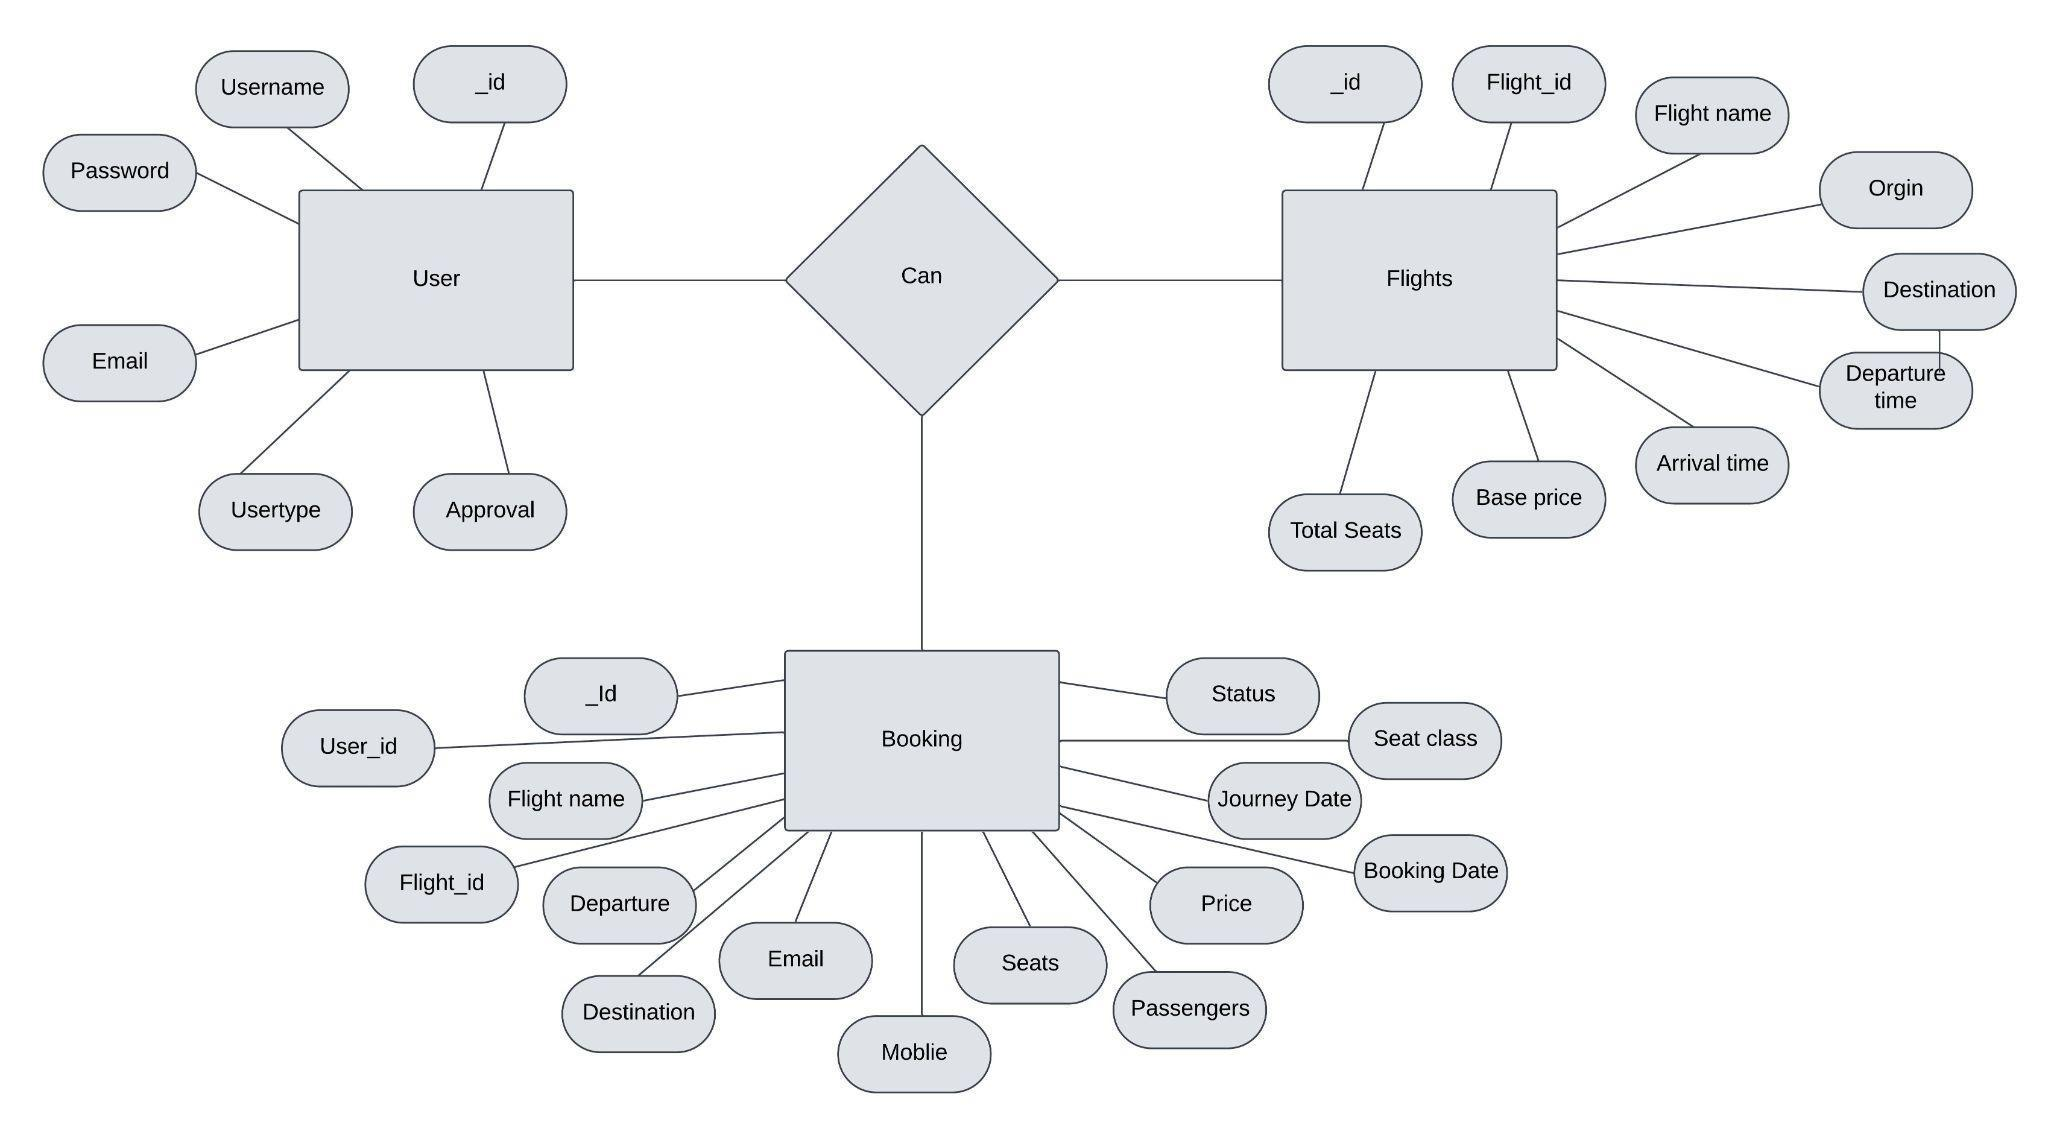 Username
_id
Password
User
Email
Usertype
Approval
Can
_id
Flight_id
Flight name
Orgin
Flights
Destination
Departure
time
Arrival time
Base price
Total Seats
_Id
User_id
Flight name
Flight_id
Departure
Destination
Email
Moblie
Booking
Status
Seat class
Journey Date
Booking Date
Price
Seats
Passengers